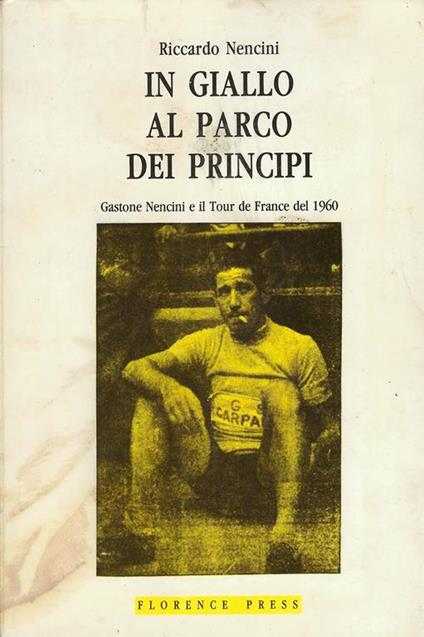 Riccardo Nencini
IN GIALLO
AL PARCO
DEI PRINCIPI
Gastone Nencini e il Tour de France del 1960
G S
CARPA
FLORENCE PRESS